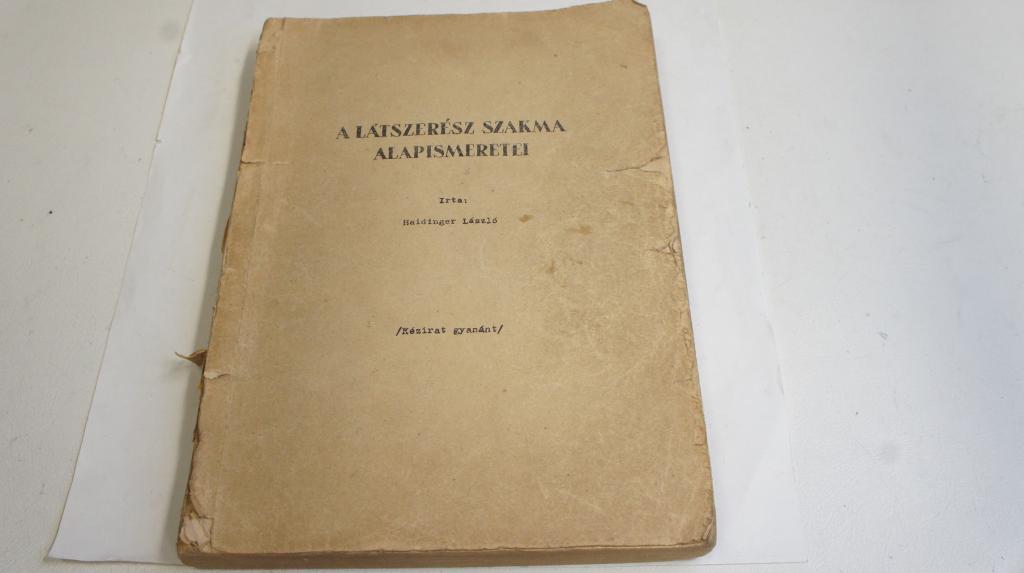 A LÁTSZERÉSZ SZAKMA
ALAPISMERETEI
Irta:
Haidinger László
/Kézirat gyanánt/